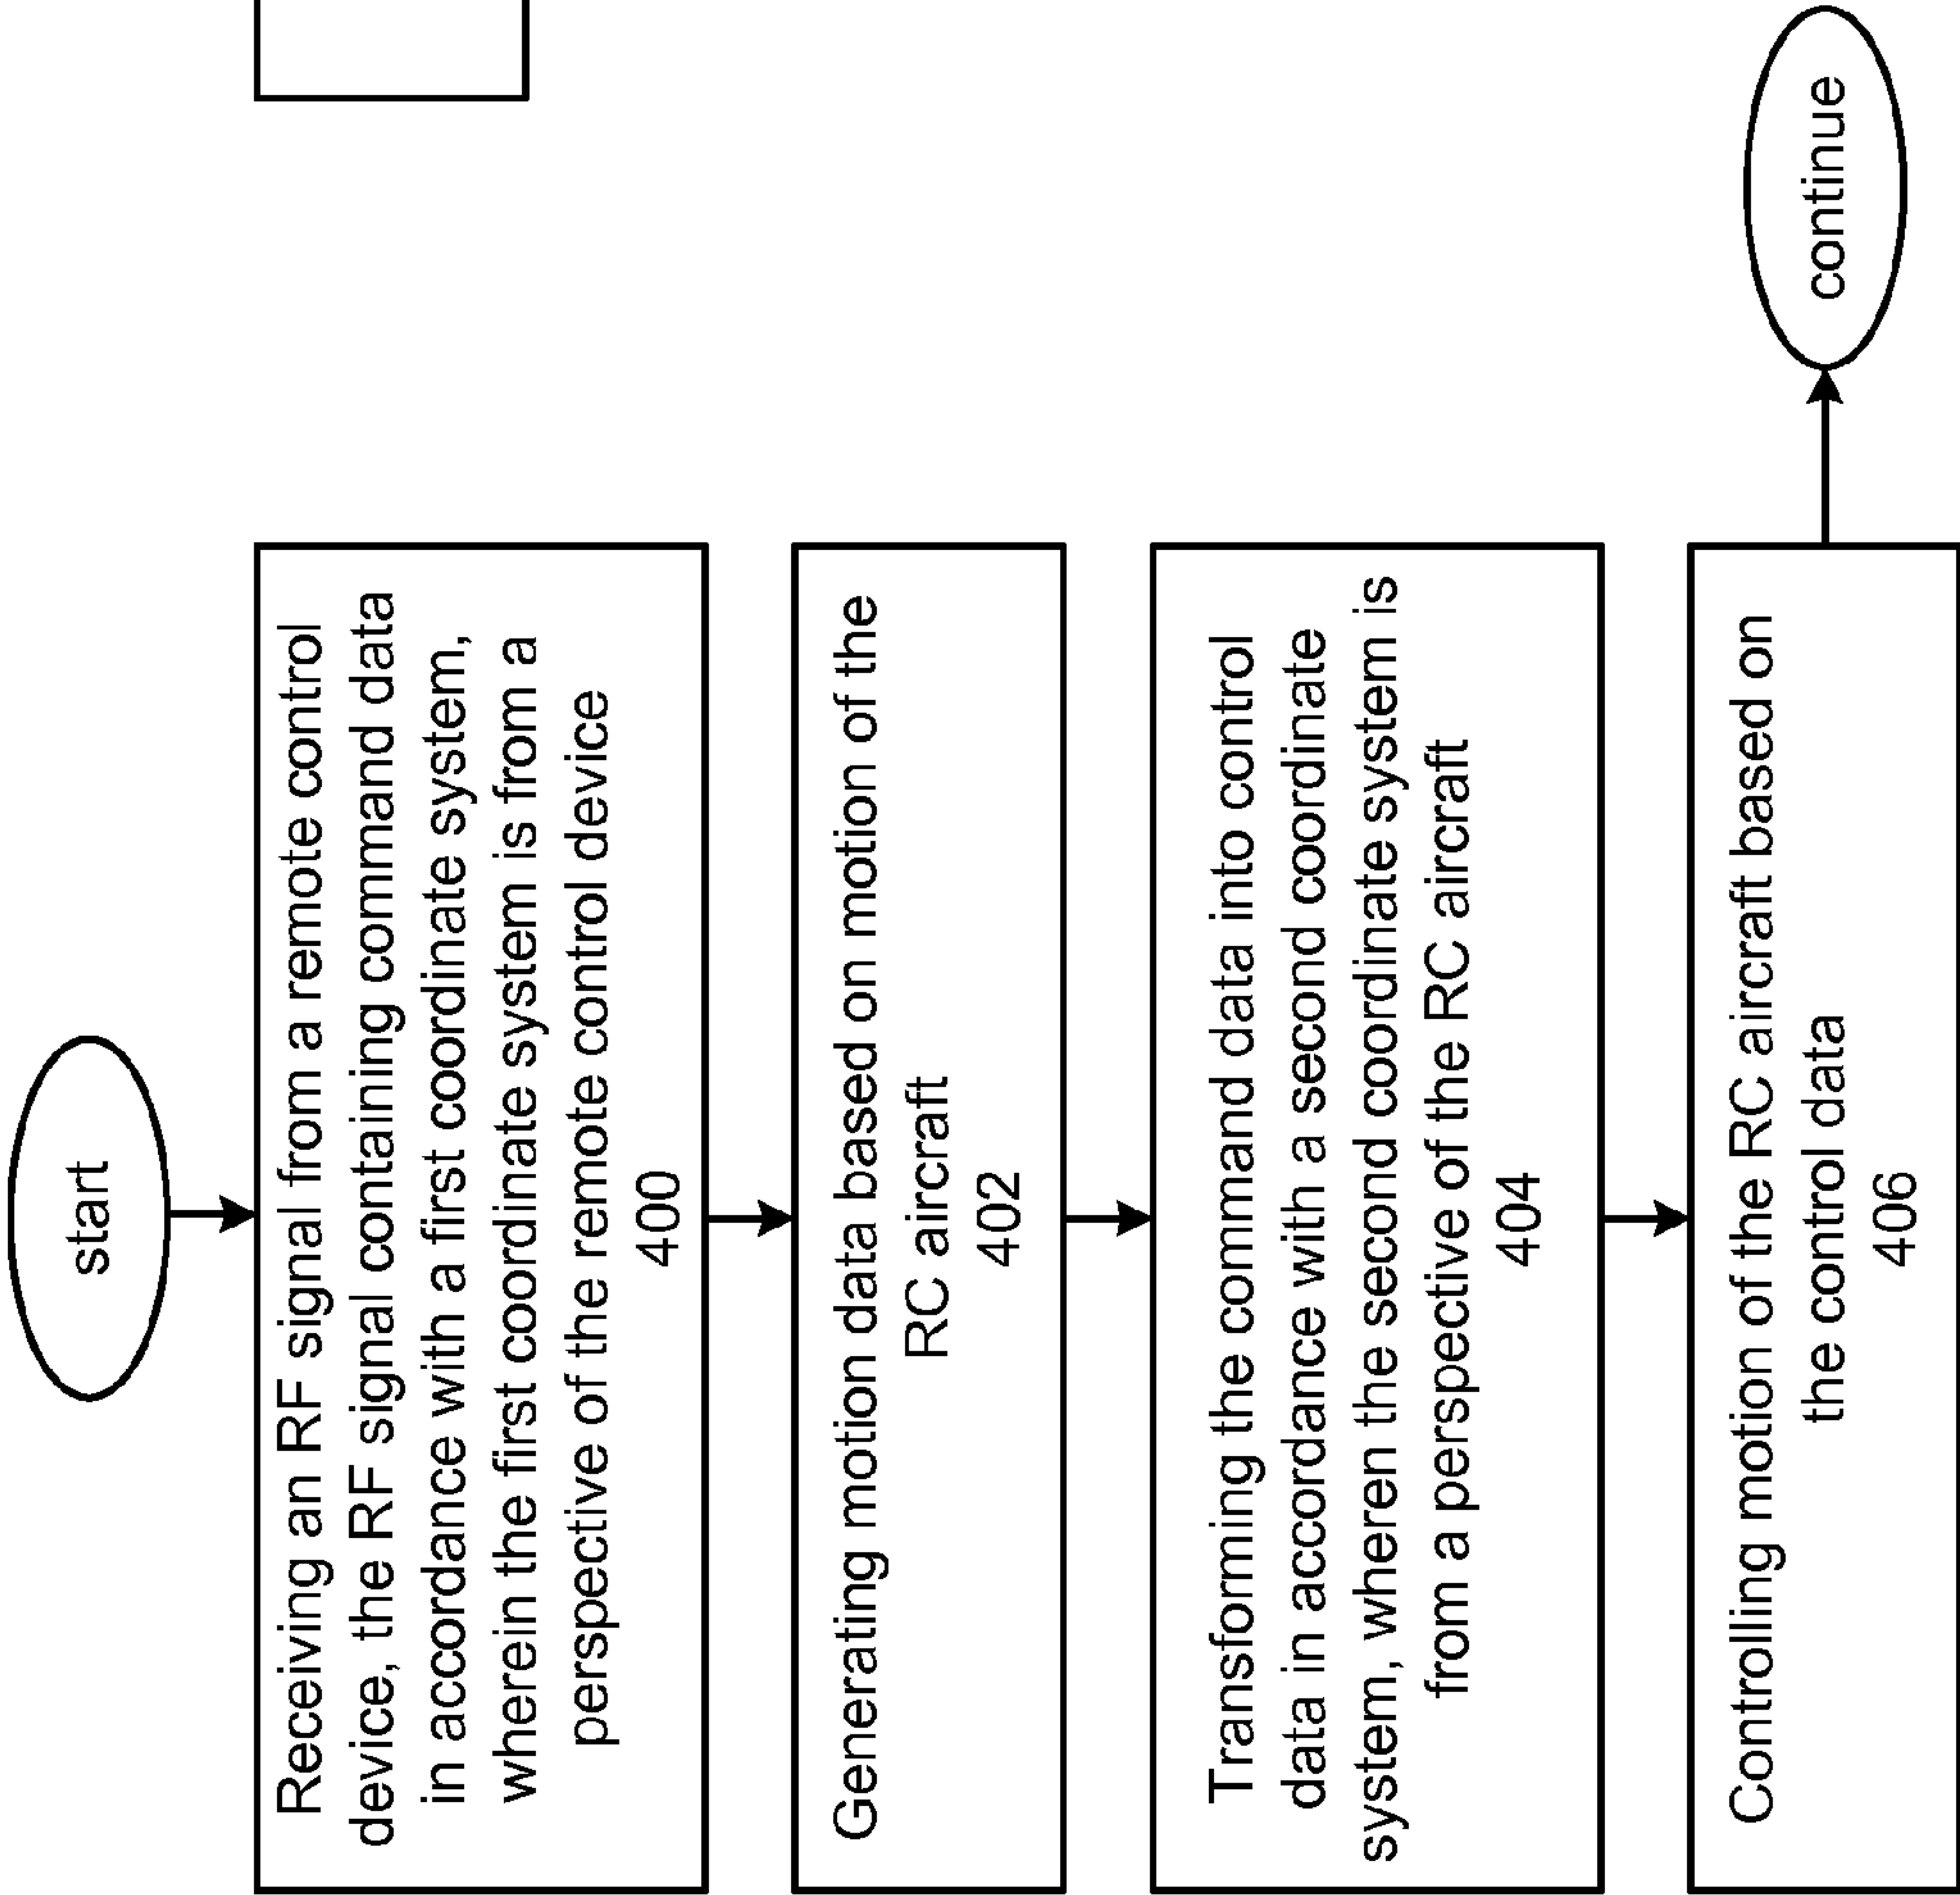 start
Receiving an RF signal from a remote control
device, the RF signal containing command data
in accordance with a first coordinate system,
wherein the first coordinate system is from a
perspective of the remote control device
400
Generating motion data based on motion of the
RC aircraft
402
Transforming the command data into control
data in accordance with a second coordinate
system, wheren the second coordinate system is
from a perspective of the RC aircraft
404
Controlling motion of the RC aircraft based on
the control data
406
continue